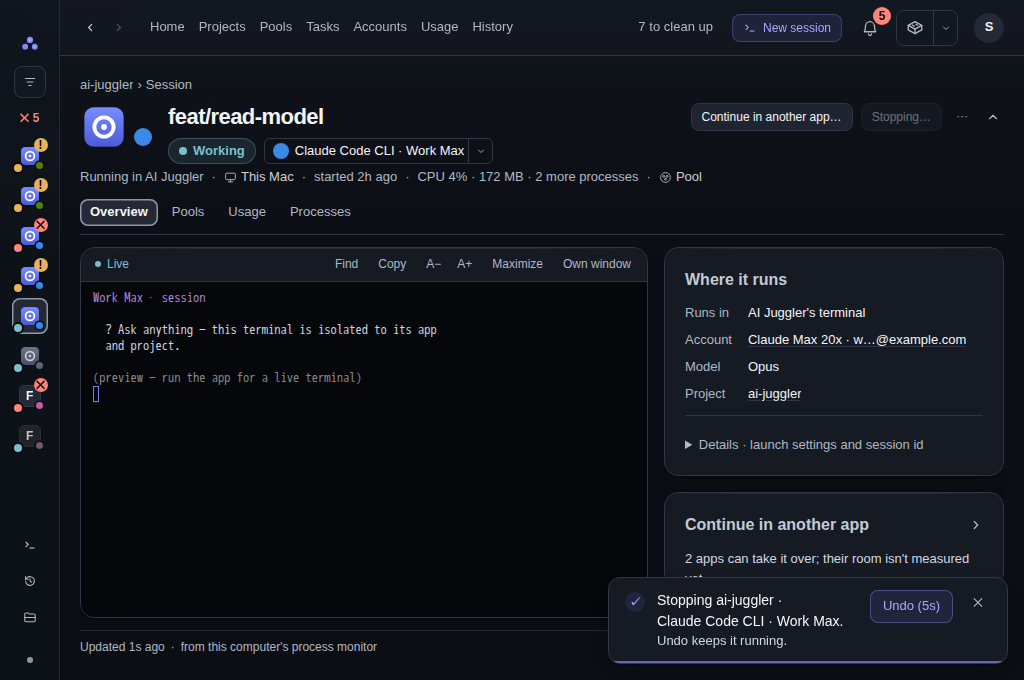 Home Projects Pools Tasks Accounts Usage History 7 to clean up New session 5 S
5
ai-juggler › Session
feat/read-model
Continue in another app… Stopping… ···
Working Claude Code CLI · Work Max
Running in AI Juggler · This Mac · started 2h ago · CPU 4% · 172 MB · 2 more processes · Pool
Overview Pools Usage Processes
Live Find Copy A− A+ Maximize Own window
Work Max · session
? Ask anything — this terminal is isolated to its app
and project.
(preview — run the app for a live terminal)
Where it runs
Runs in AI Juggler's terminal
Account Claude Max 20x · w…@example.com
Model Opus
Project ai-juggler
Details · launch settings and session id
Continue in another app
2 apps can take it over; their room isn't measured
yet
F
F
Stopping ai-juggler ·
Claude Code CLI · Work Max.
Undo keeps it running.
Undo (5s)
Updated 1s ago · from this computer's process monitor